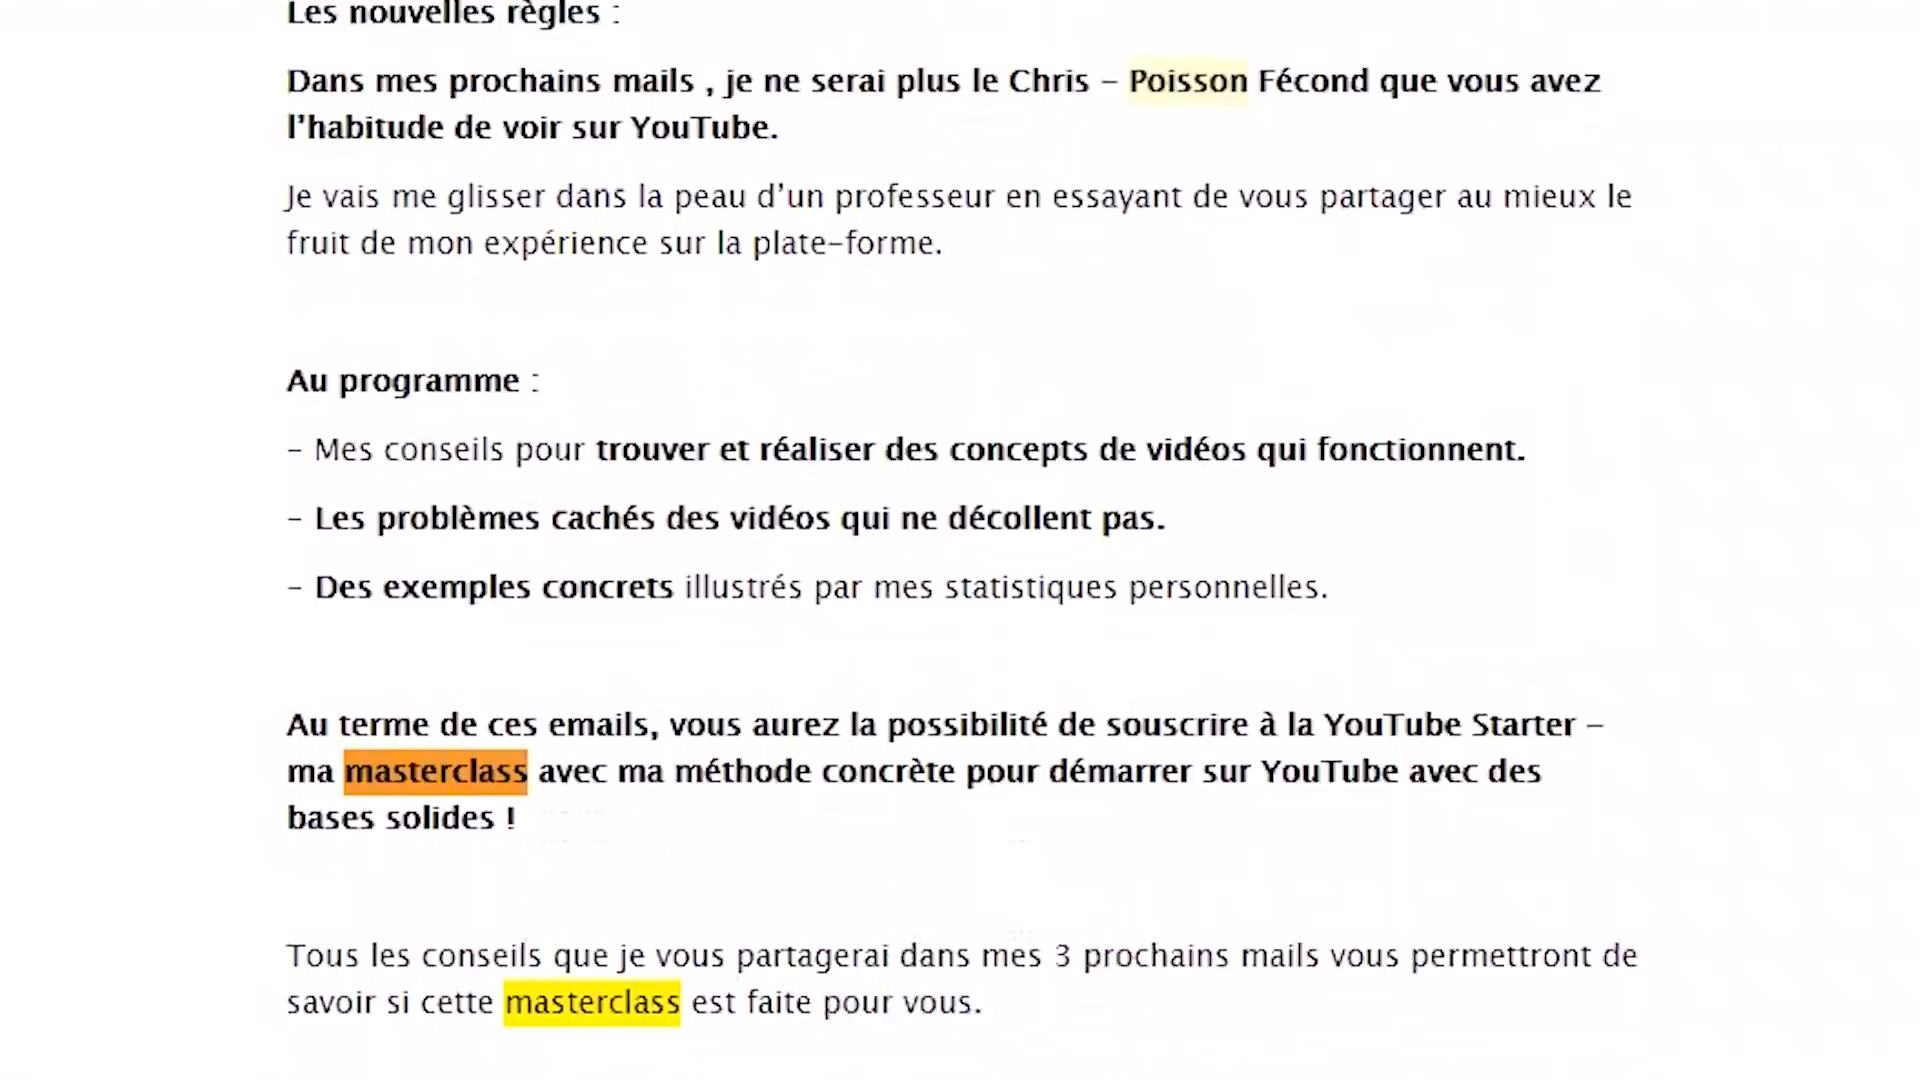 Les nouvelles règles :
Dans mes prochains mails , je ne serai plus le Chris – Poisson Fécond que vous avez
l’habitude de voir sur YouTube.
Je vais me glisser dans la peau d’un professeur en essayant de vous partager au mieux le
fruit de mon expérience sur la plate-forme.
Au programme :
– Mes conseils pour trouver et réaliser des concepts de vidéos qui fonctionnent.
– Les problèmes cachés des vidéos qui ne décollent pas.
– Des exemples concrets illustrés par mes statistiques personnelles.
Au terme de ces emails, vous aurez la possibilité de souscrire à la YouTube Starter –
ma masterclass avec ma méthode concrète pour démarrer sur YouTube avec des
bases solides !
Tous les conseils que je vous partagerai dans mes 3 prochains mails vous permettront de
savoir si cette masterclass est faite pour vous.